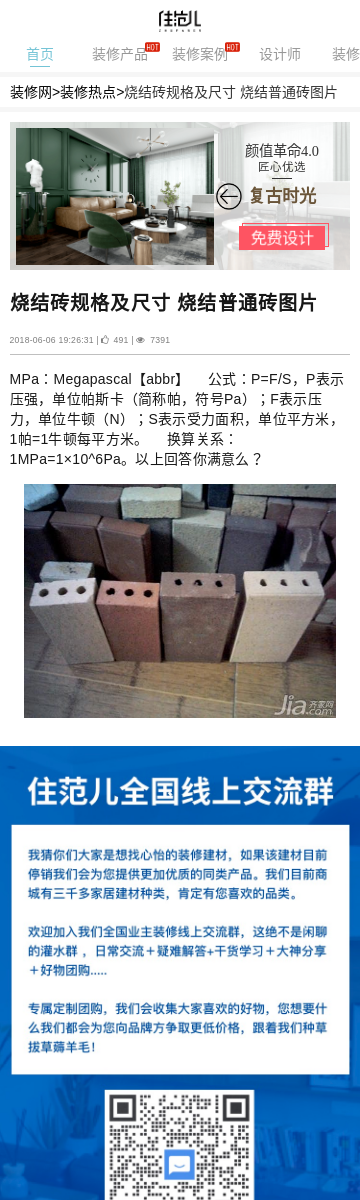 住范儿
ZHUFANER
首页 装修产品 HOT 装修案例 HOT 设计师 装修
装修网>装修热点>烧结砖规格及尺寸 烧结普通砖图片
颜值革命4.0
匠心优选
复古时光
免费设计
烧结砖规格及尺寸 烧结普通砖图片
2018-06-06 19:26:31 | 491 | 7391
MPa：Megapascal【abbr】 公式：P=F/S，P表示
压强，单位帕斯卡（简称帕，符号Pa）；F表示压
力，单位牛顿（N）；S表示受力面积，单位平方米，
1帕=1牛顿每平方米。 换算关系：
1MPa=1×10^6Pa。以上回答你满意么？
Jia 齐家网
.com
住范儿全国线上交流群
我猜你们大家是想找心怡的装修建材，如果该建材目前
停销我们会为您提供更加优质的同类产品。我们目前商
城有三千多家居建材种类，肯定有您喜欢的品类。
欢迎加入我们全国业主装修线上交流群，这绝不是闲聊
的灌水群 ，日常交流＋疑难解答+干货学习＋大神分享
＋好物团购.....
专属定制团购，我们会收集大家喜欢的好物，您想要什
么我们都会为您向品牌方争取更低价格，跟着我们种草
拔草薅羊毛！